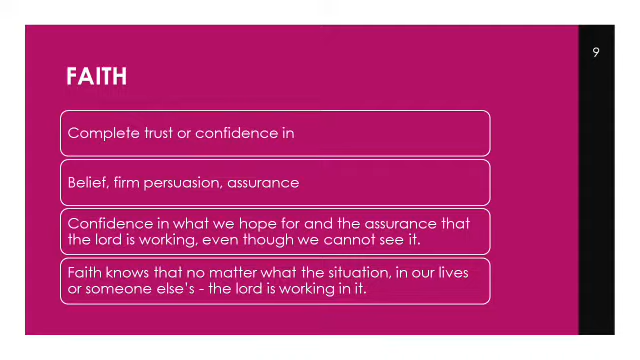 9
FAITH
Complete trust or confidence in
Belief, firm persuasion, assurance
Confidence in what we hope for and the assurance that
the lord is working, even though we cannot see it.
Faith knows that no matter what the situation, in our lives
or someone else's - the lord is working in it.